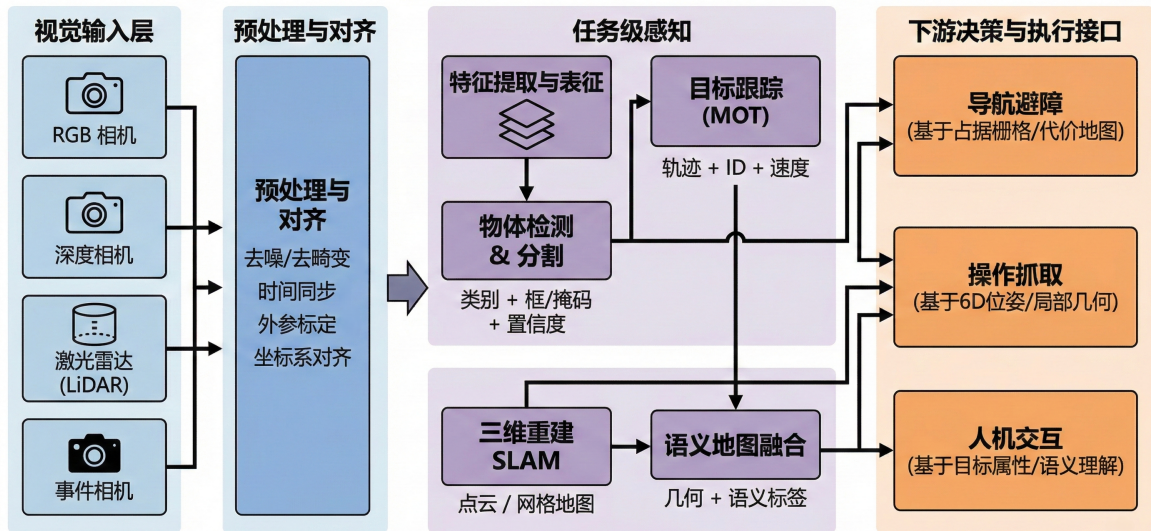 视觉输入层
RGB 相机
深度相机
激光雷达
(LiDAR)
事件相机
预处理与对齐
预处理与
对齐
去噪/去畸变
时间同步
外参标定
坐标系对齐
任务级感知
特征提取与表征
目标跟踪
(MOT)
轨迹 + ID + 速度
物体检测
& 分割
类别 + 框/掩码
+ 置信度
三维重建
SLAM
点云 / 网格地图
语义地图融合
几何 + 语义标签
下游决策与执行接口
导航避障
(基于占据栅格/代价地图)
操作抓取
(基于6D位姿/局部几何)
人机交互
(基于目标属性/语义理解)